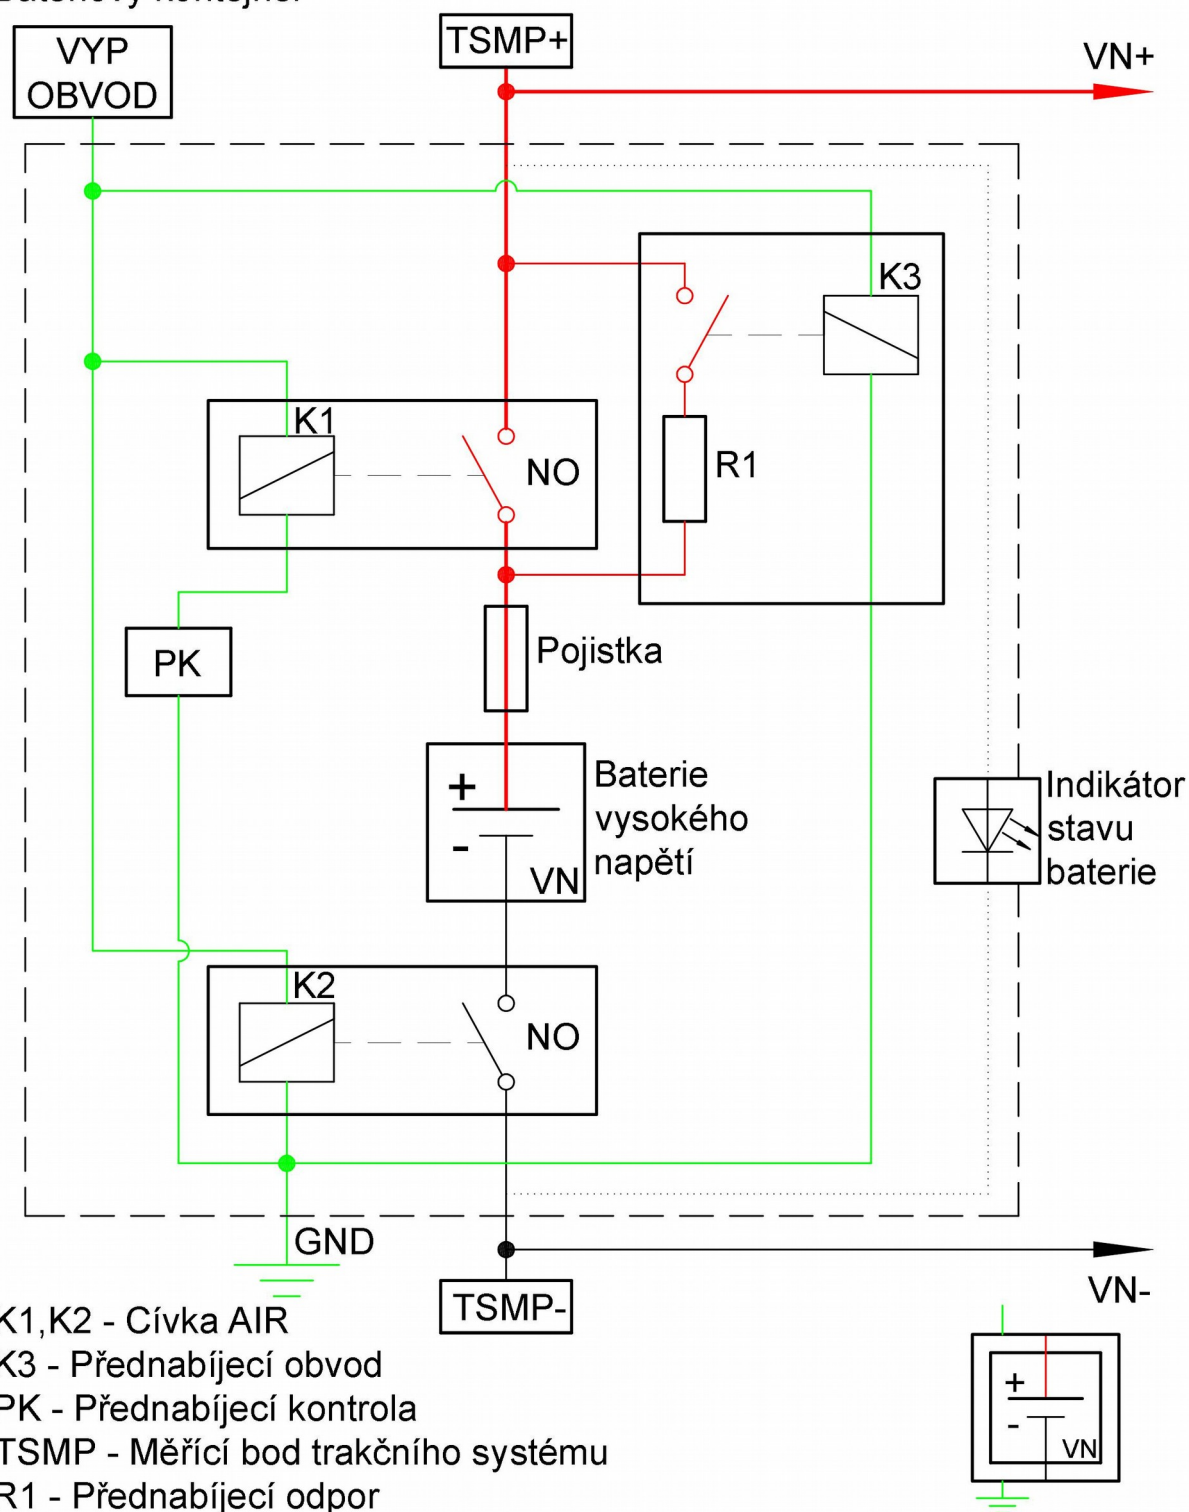 VYP
OBVOD
TSMP+
VN+
K3
K1
NO
R1
PK
Pojistka
+
-
VN
Baterie
vysokého
napětí
Indikátor
stavu
baterie
K2
NO
GND
TSMP-
VN-
K1,K2 - Cívka AIR
K3 - Přednabíjecí obvod
PK - Přednabíjecí kontrola
TSMP - Měřící bod trakčního systému
R1 - Přednabíjecí odpor
+
-
VN